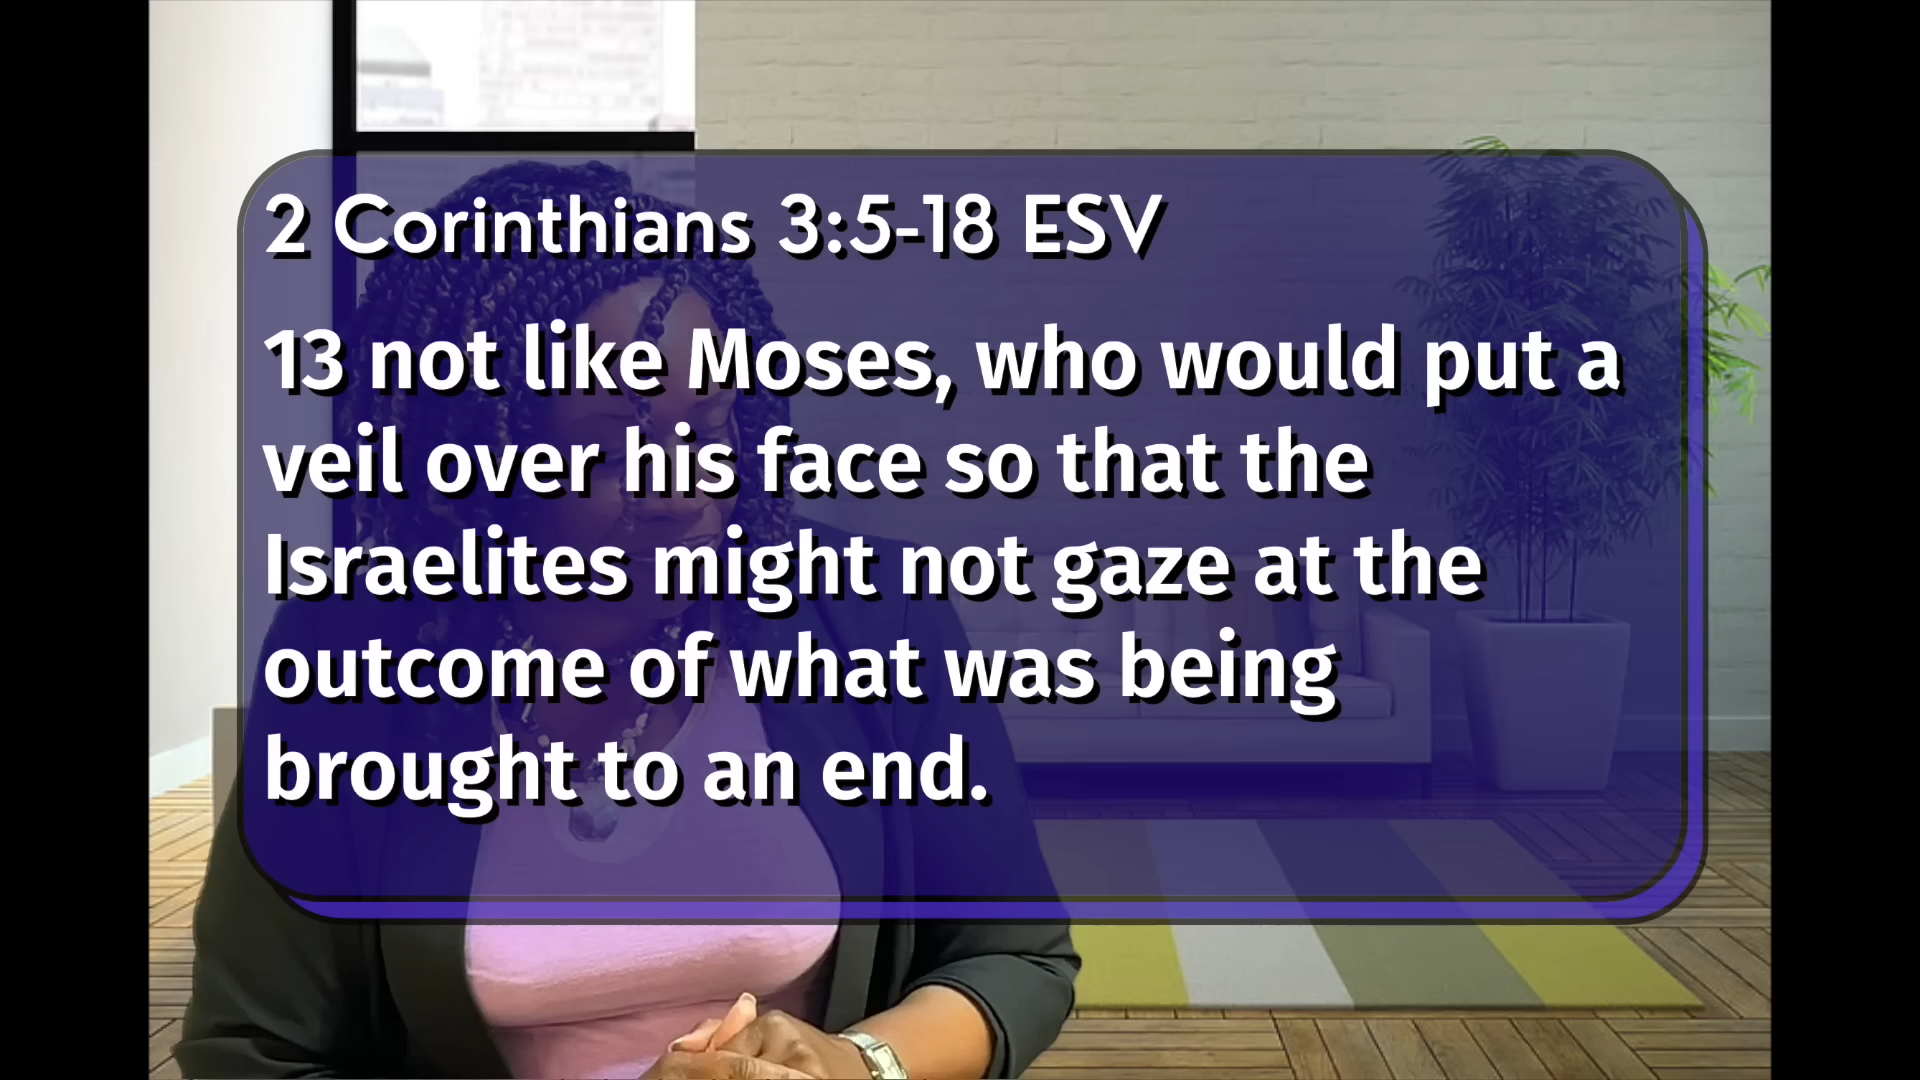 2 Corinthians 3:5-18 ESV
13 not like Moses, who would put a
veil over his face so that the
Israelites might not gaze at the
outcome of what was being
brought to an end.